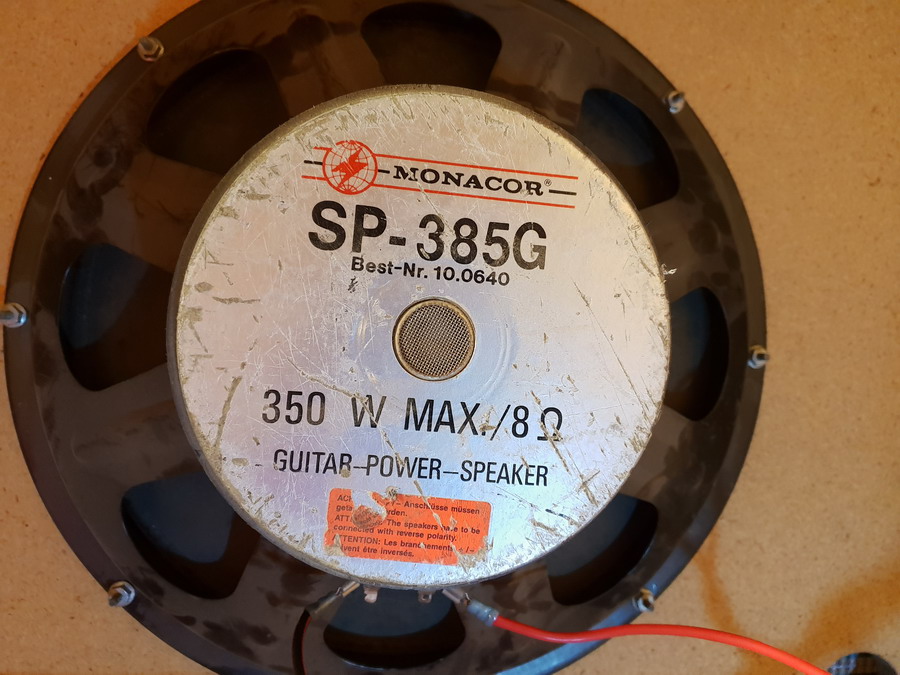 MONACOR®
SP-385G
Best-Nr. 10.0640
350 W MAX./8 Ω
GUITAR-POWER-SPEAKER
Anschlüsse müssen
The speakers have to be
connected with reverse polarity.
ATTENTION: Les branchements
être inversés.